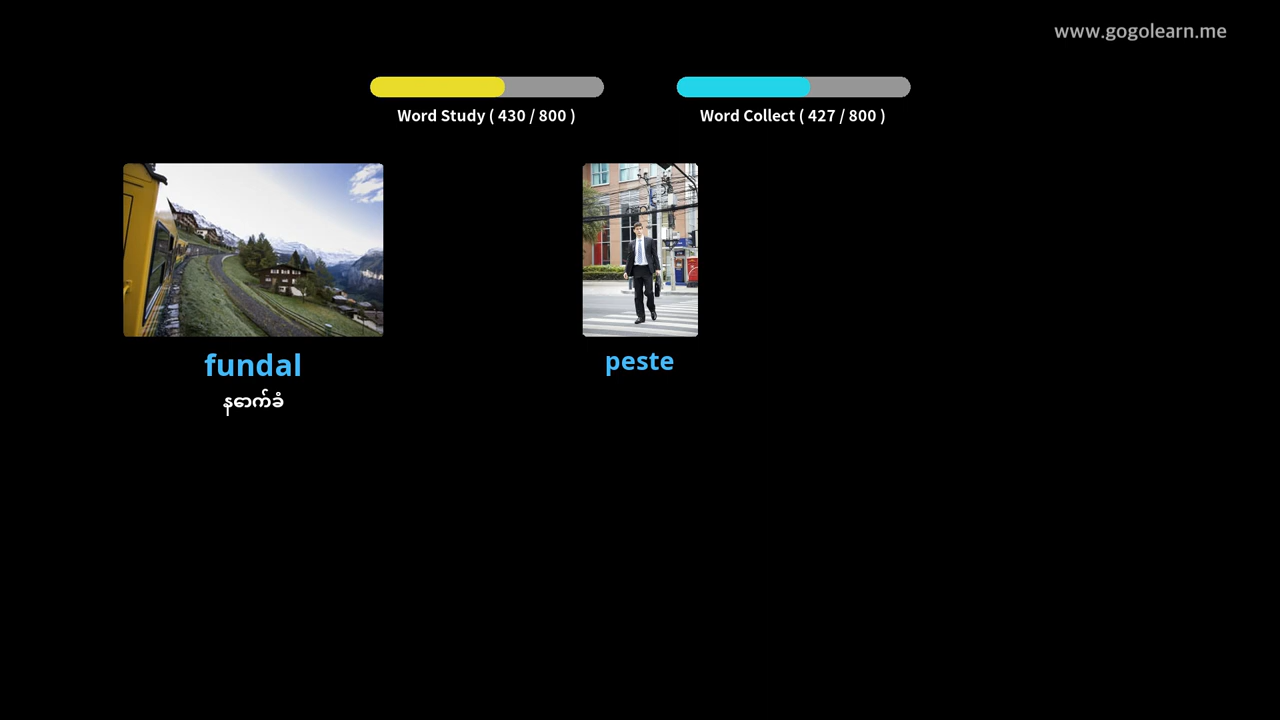 www.gogolearn.me
Word Study ( 430 / 800 )
Word Collect ( 427 / 800 )
fundal
နောက်ခံ
peste